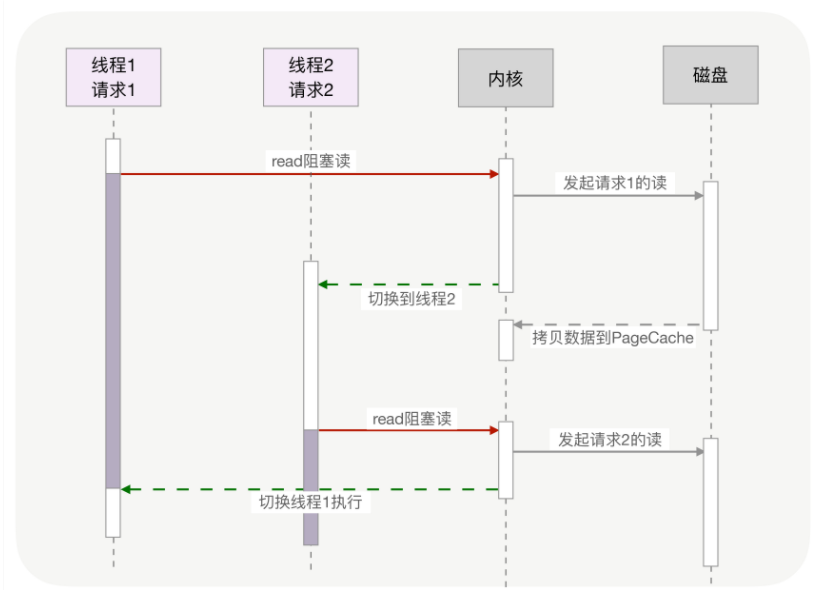 线程1
请求1
线程2
请求2
内核
磁盘
read阻塞读
发起请求1的读
切换到线程2
拷贝数据到PageCache
read阻塞读
发起请求2的读
切换线程1执行